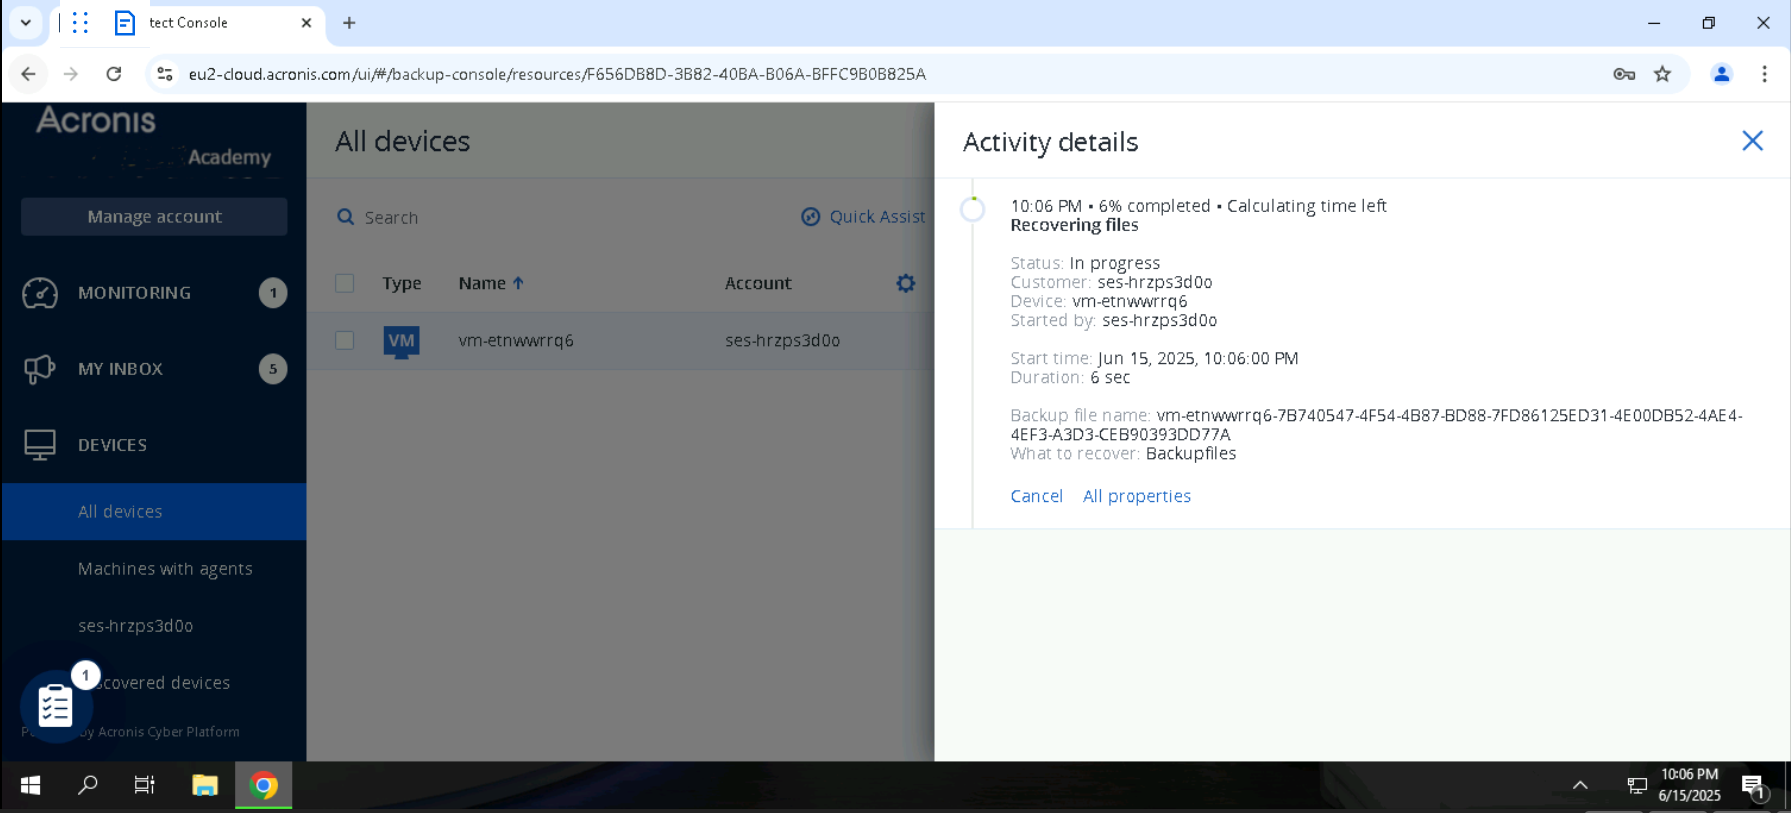 tect Console
eu2-cloud.acronis.com/ui/#/backup-console/resources/F656DB8D-3B82-40BA-B06A-BFFC9B0B825A
Acronis
Academy
Manage account
MONITORING 1
MY INBOX 5
DEVICES
All devices
Machines with agents
ses-hrzps3d0o
1
scovered devices
by Acronis Cyber Platform
All devices
Search
Quick Assist
Type Name Account
VM vm-etnwwrrq6 ses-hrzps3d0o
Activity details
10:06 PM • 6% completed • Calculating time left
Recovering files
Status: In progress
Customer: ses-hrzps3d0o
Device: vm-etnwwrrq6
Started by: ses-hrzps3d0o
Start time: Jun 15, 2025, 10:06:00 PM
Duration: 6 sec
Backup file name: vm-etnwwrrq6-7B740547-4F54-4B87-BD88-7FD86125ED31-4E00DB52-4AE4-
4EF3-A3D3-CEB90393DD77A
What to recover: Backupfiles
Cancel All properties
10:06 PM
6/15/2025
1